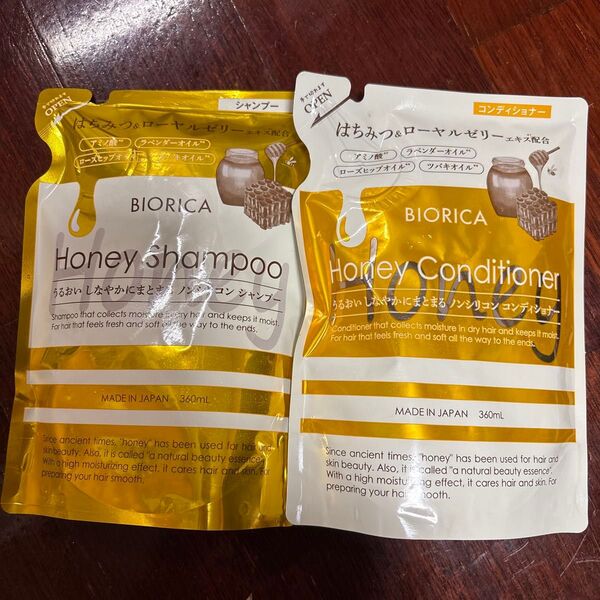 OPEN
シャンプー
はちみつ&ローヤルゼリーエキス配合
アミノ酸
ラベンダーオイル
ローズヒップオイル
キオイル
BIORICA
Honey
Honey Shampoo
うるおい しなやかにまとまる ノンシリコン シャンプー
Shampoo that collects moisture in dry hair and keeps it moist.
For hair that feels fresh and soft all the way to the ends.
MADE IN JAPAN 360mL
Since ancient times, "honey" has been used for hair and
skin beauty. Also, it is called "a natural beauty essence".
With a high moisturizing effect, it cares hair and skin. For
preparing your hair smooth.
OPEN
コンディショナー
はちみつ&ローヤルゼリーエキス配合
アミノ酸
ラベンダーオイル
ローズヒップオイル
ツバキオイル
BIORICA
Honey
Honey Conditioner
うるおい しなやかにまとまる ノンシリコン コンディショナー
Conditioner that collects moisture in dry hair and keeps it moist.
For hair that feels fresh and soft all the way to the ends.
MADE IN JAPAN 360mL
Since ancient times, "honey" has been used for hair and
skin beauty. Also, it is called "a natural beauty essence".
With a high moisturizing effect, it cares hair and skin. For
preparing your hair smooth.